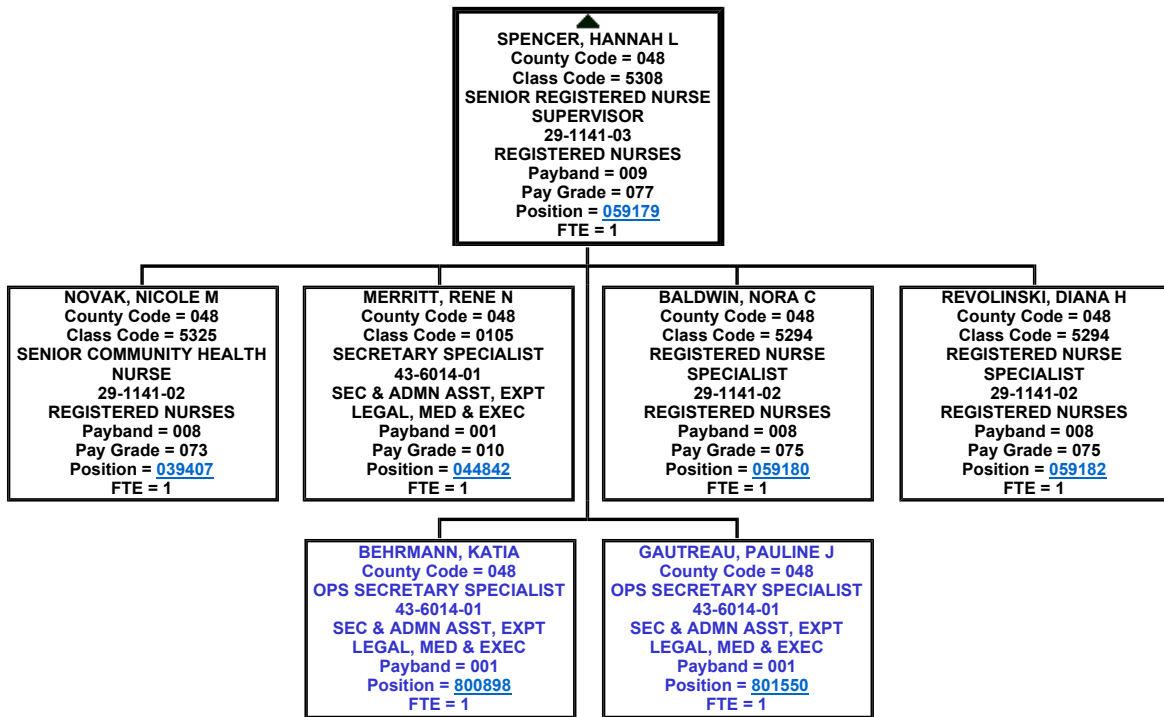 SPENCER, HANNAH L
County Code = 048
Class Code = 5308
SENIOR REGISTERED NURSE
SUPERVISOR
29-1141-03
REGISTERED NURSES
Payband = 009
Pay Grade = 077
Position = 059179
FTE = 1
NOVAK, NICOLE M
County Code = 048
Class Code = 5325
SENIOR COMMUNITY HEALTH
NURSE
29-1141-02
REGISTERED NURSES
Payband = 008
Pay Grade = 073
Position = 039407
FTE = 1
MERRITT, RENE N
County Code = 048
Class Code = 0105
SECRETARY SPECIALIST
43-6014-01
SEC & ADMN ASST, EXPT
LEGAL, MED & EXEC
Payband = 001
Pay Grade = 010
Position = 044842
FTE = 1
BALDWIN, NORA C
County Code = 048
Class Code = 5294
REGISTERED NURSE
SPECIALIST
29-1141-02
REGISTERED NURSES
Payband = 008
Pay Grade = 075
Position = 059180
FTE = 1
REVOLINSKI, DIANA H
County Code = 048
Class Code = 5294
REGISTERED NURSE
SPECIALIST
29-1141-02
REGISTERED NURSES
Payband = 008
Pay Grade = 075
Position = 059182
FTE = 1
BEHRMANN, KATIA
County Code = 048
OPS SECRETARY SPECIALIST
43-6014-01
SEC & ADMN ASST, EXPT
LEGAL, MED & EXEC
Payband = 001
Position = 800898
FTE = 1
GAUTREAU, PAULINE J
County Code = 048
OPS SECRETARY SPECIALIST
43-6014-01
SEC & ADMN ASST, EXPT
LEGAL, MED & EXEC
Payband = 001
Position = 801550
FTE = 1